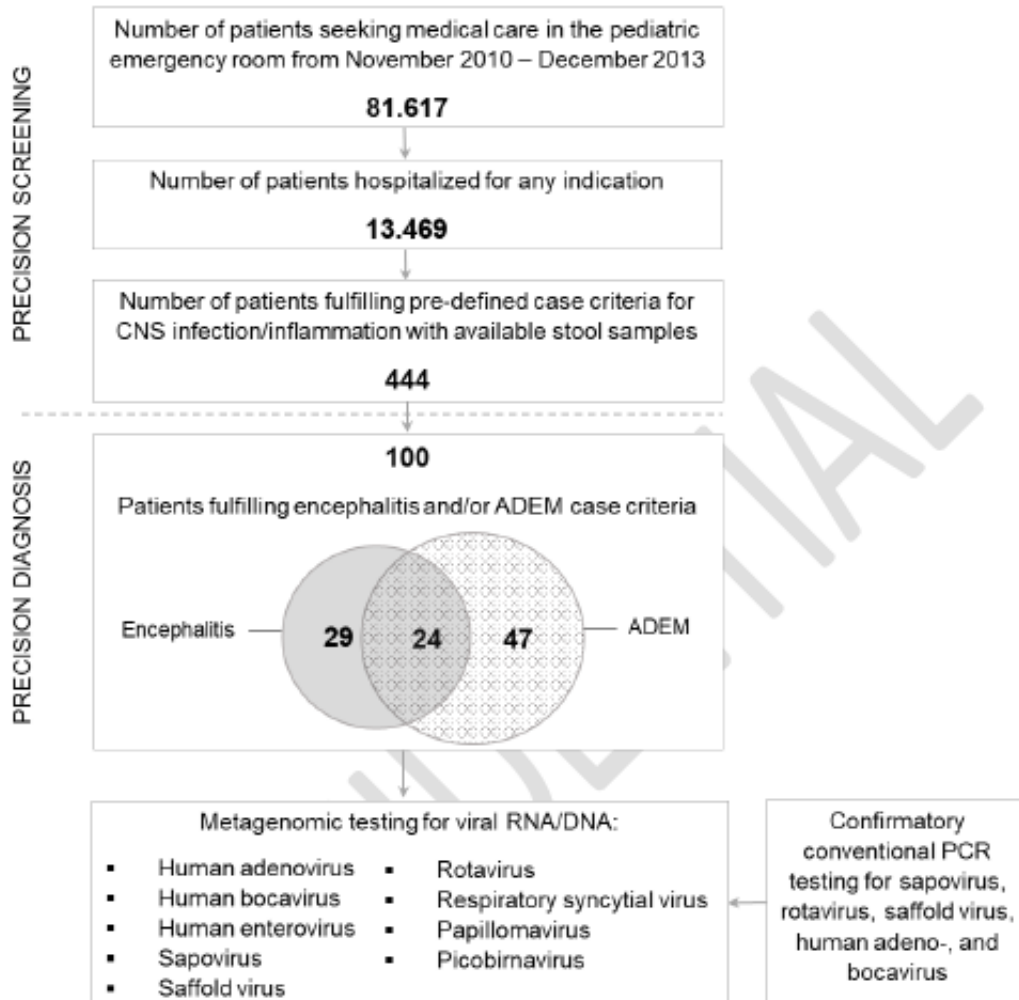 PRECISION SCREENING
Number of patients seeking medical care in the pediatric
emergency room from November 2010 – December 2013
81.617
Number of patients hospitalized for any indication
13.469
Number of patients fulfilling pre-defined case criteria for
CNS infection/inflammation with available stool samples
444
PRECISION DIAGNOSIS
100
Patients fulfilling encephalitis and/or ADEM case criteria
Encephalitis
29
24
47
ADEM
Metagenomic testing for viral RNA/DNA:
▪ Human adenovirus
▪ Human bocavirus
▪ Human enterovirus
▪ Sapovirus
▪ Saffold virus
▪ Rotavirus
▪ Respiratory syncytial virus
▪ Papillomavirus
▪ Picobirnavirus
Confirmatory
conventional PCR
testing for sapovirus,
rotavirus, saffold virus,
human adeno-, and
bocavirus